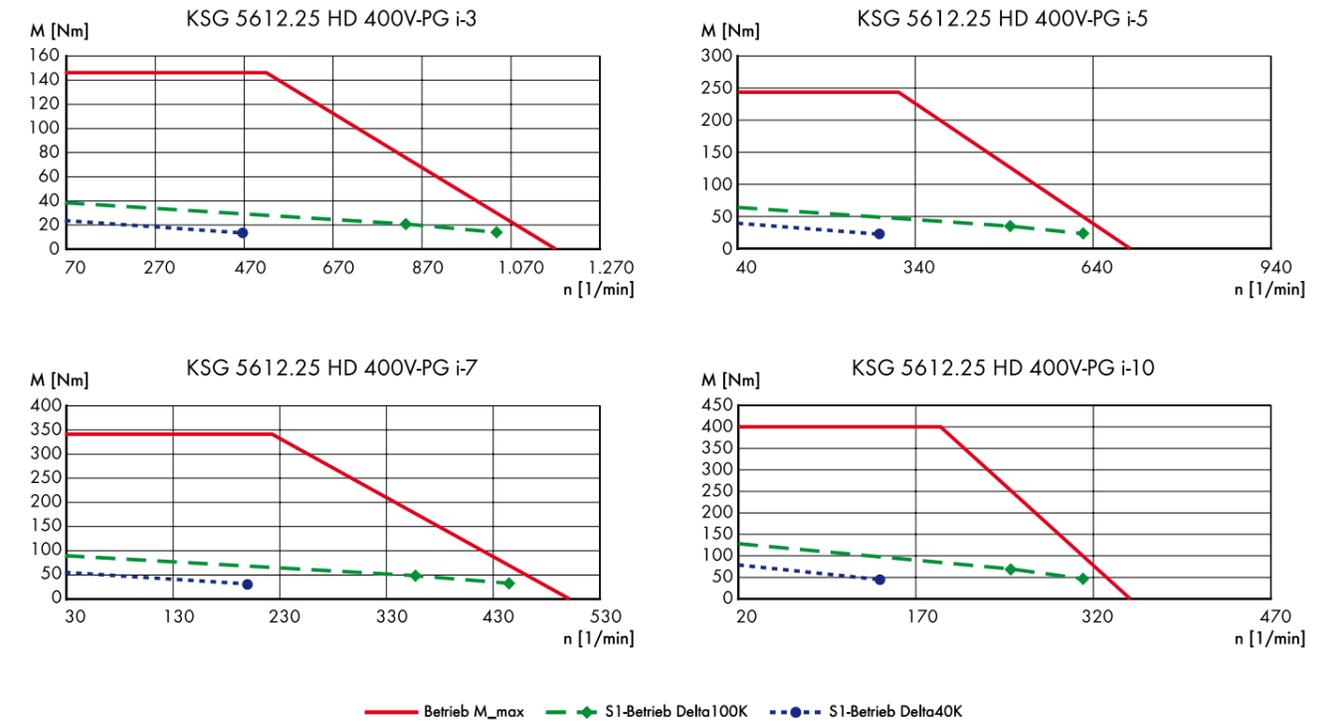 KSG 5612.25 HD 400V-PG i-3
M [Nm]
160
140
120
100
80
60
40
20
0
70 270 470 670 870 1.070 1.270
n [1/min]
KSG 5612.25 HD 400V-PG i-5
M [Nm]
300
250
200
150
100
50
0
40 340 640 940
n [1/min]
KSG 5612.25 HD 400V-PG i-7
M [Nm]
400
350
300
250
200
150
100
50
0
30 130 230 330 430 530
n [1/min]
KSG 5612.25 HD 400V-PG i-10
M [Nm]
450
400
350
300
250
200
150
100
50
0
20 170 320 470
n [1/min]
Betrieb M_max S1-Betrieb Delta100K S1-Betrieb Delta40K